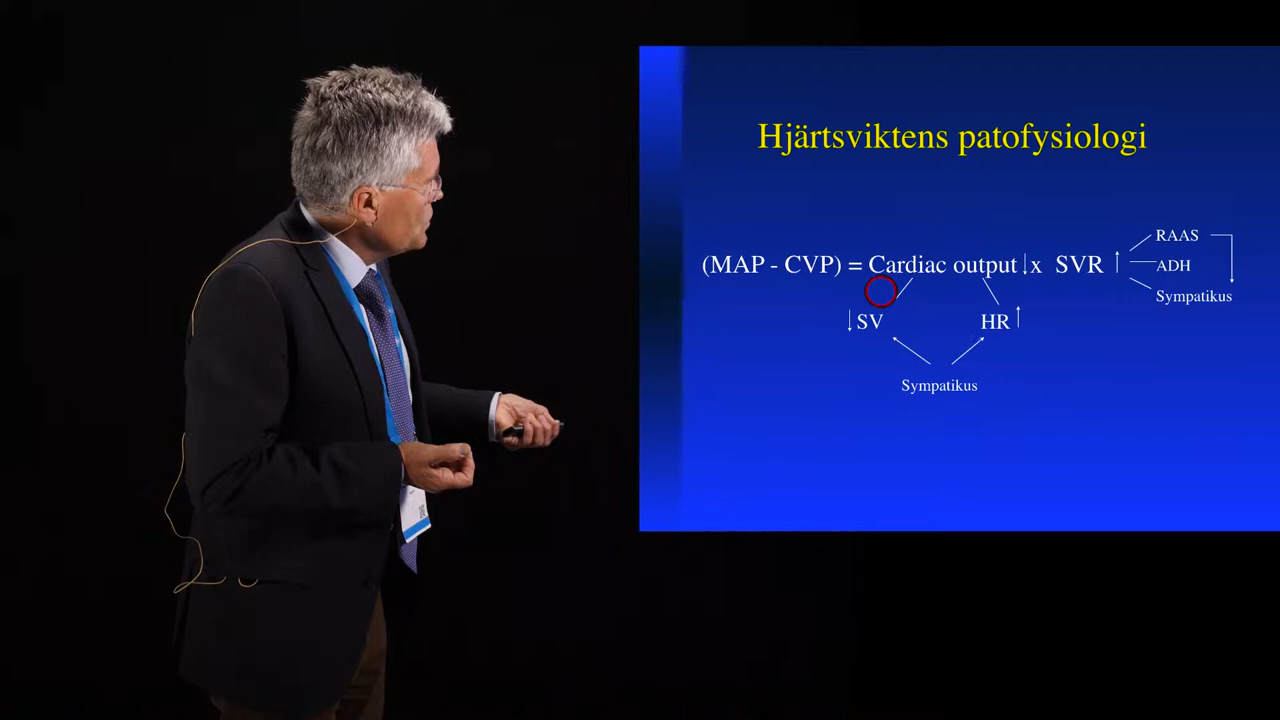 Hjärtsviktens patofysiologi
RAAS
(MAP - CVP) = Cardiac output ↓ x SVR ↑
ADH
Sympatikus
↓ SV
HR ↑
Sympatikus